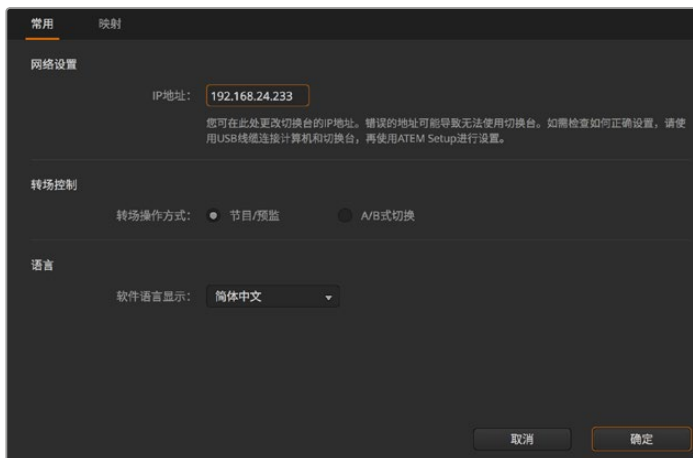 常用 映射
网络设置
IP地址： 192.168.24.233
您可在此处更改切换台的IP地址。错误的地址可能导致无法使用切换台。如需检查如何正确设置，请使
用USB线缆连接计算机和切换台，再使用ATEM Setup进行设置。
转场控制
转场操作方式： 节目/预监 A/B式切换
语言
软件语言显示： 简体中文
取消 确定